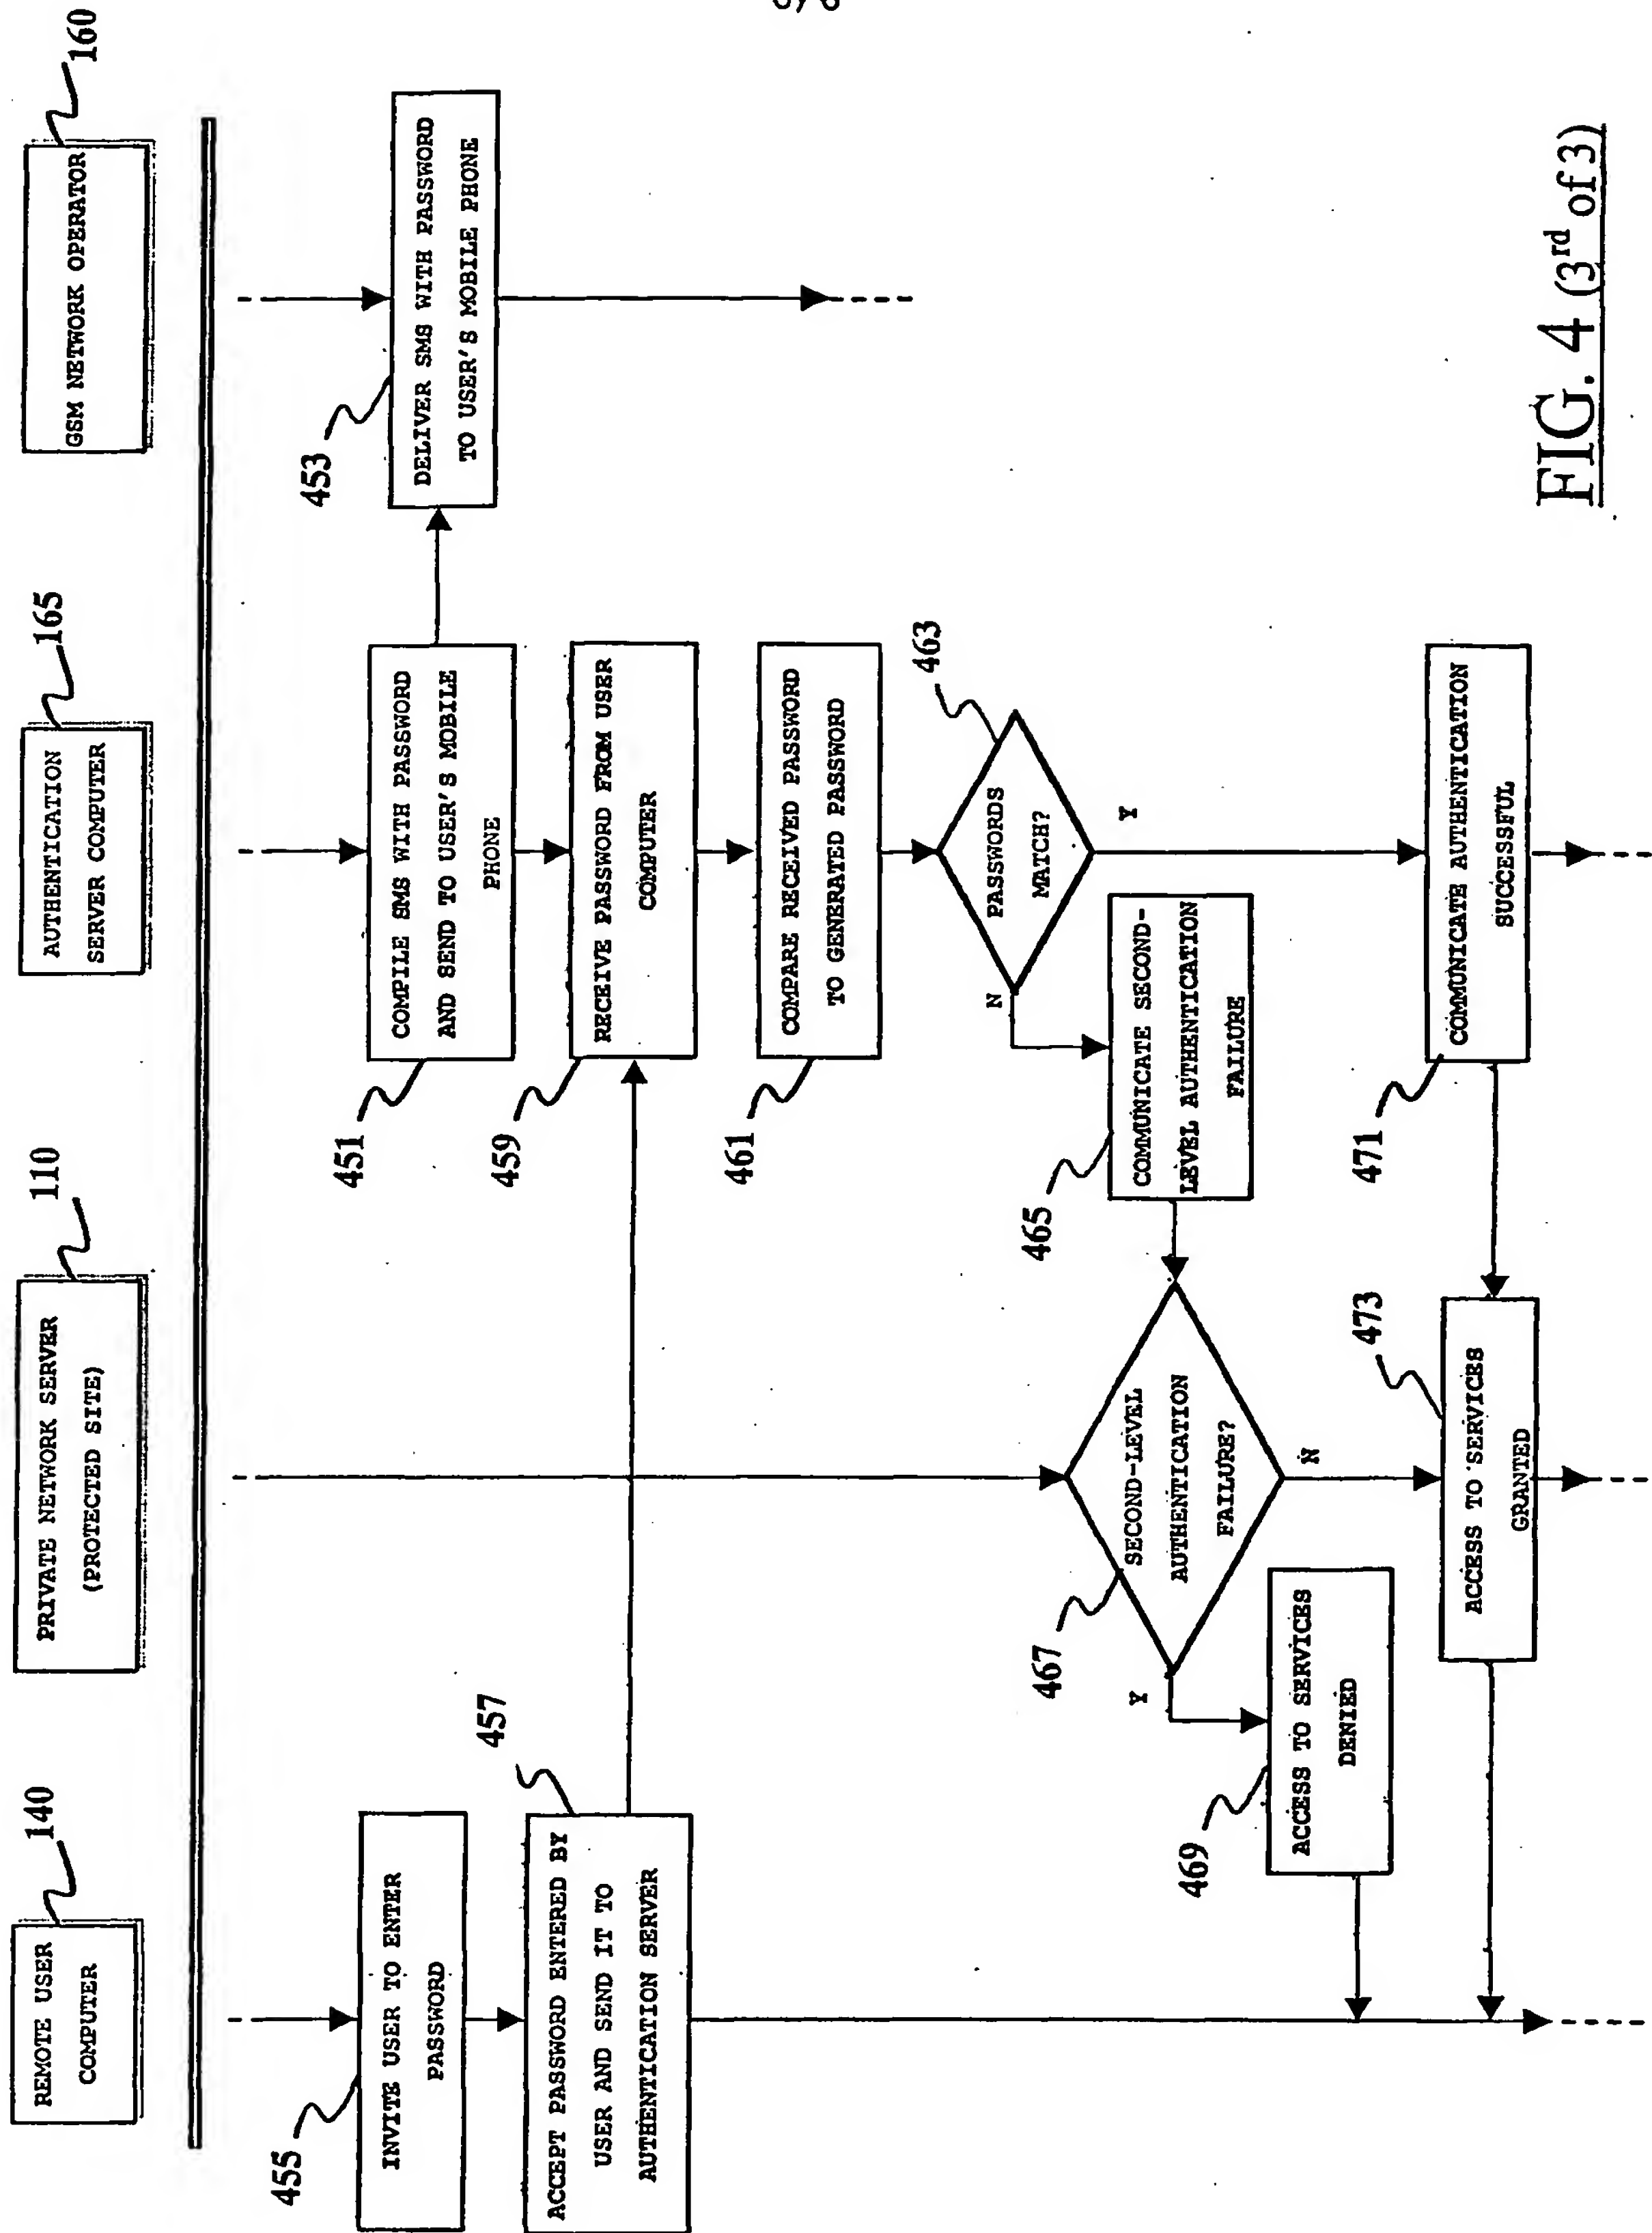 REMOTE USER
COMPUTER
140
PRIVATE NETWORK SERVER
(PROTECTED SITE)
110
AUTHENTICATION
SERVER COMPUTER
165
GSM NETWORK OPERATOR
160
455
INVITE USER TO ENTER
PASSWORD
457
ACCEPT PASSWORD ENTERED BY
USER AND SEND IT TO
AUTHENTICATION SERVER
451
COMPILE SMS WITH PASSWORD
AND SEND TO USER'S MOBILE
PHONE
453
DELIVER SMS WITH PASSWORD
TO USER'S MOBILE PHONE
459
RECEIVE PASSWORD FROM USER
COMPUTER
461
COMPARE RECEIVED PASSWORD
TO GENERATED PASSWORD
463
PASSWORDS
MATCH?
N
Y
465
COMMUNICATE SECOND-
LEVEL AUTHENTICATION
FAILURE
467
SECOND-LEVEL
AUTHENTICATION
FAILURE?
Y
N
469
ACCESS TO SERVICES
DENIED
471
COMMUNICATE AUTHENTICATION
SUCCESSFUL
473
ACCESS TO SERVICES
GRANTED
FIG. 4 (3rd of 3)